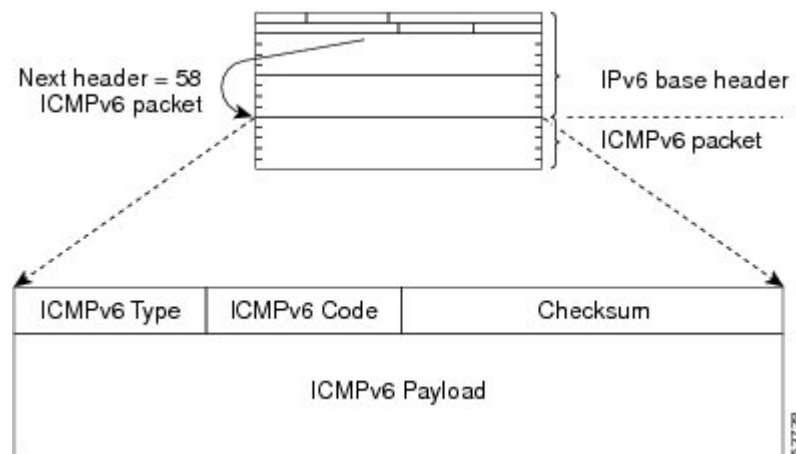 Next header = 58
ICMPv6 packet
IPv6 base header
ICMPv6 packet
ICMPv6 Type
ICMPv6 Code
Checksum
ICMPv6 Payload